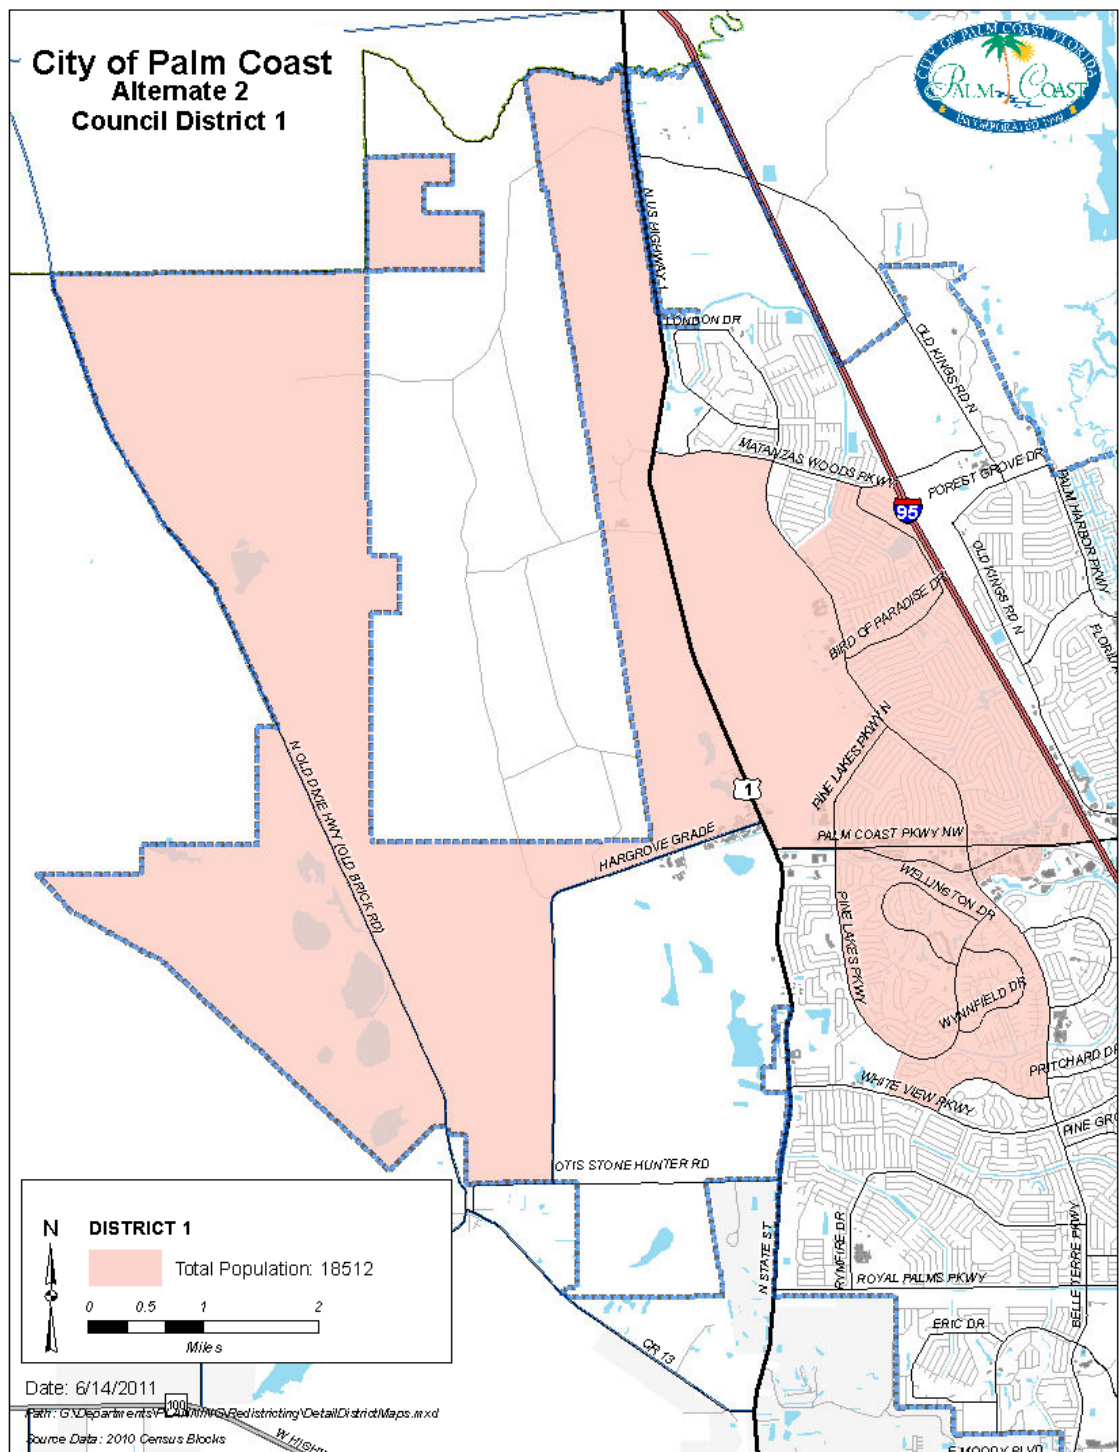 City of Palm Coast
Alternate 2
Council District 1
CITY OF PALM COAST, FLORIDA
PALM COAST
INCORPORATED 1999
N US HIGHWAY 1
LONDON DR
OLD KINGS RD N
MATANZAS WOODS PKWY
FOREST GROVE DR
PALM HARBOR PKWY
95
OLD KINGS RD N
BIRD OF PARADISE DR
PINE LAKES PKWY N
N OLD DIXIE HWY (OLD BRICK RD)
1
HARGROVE GRADE
PALM COAST PKWY NW
WELLINGTON DR
PINE LAKES PKWY
WYNNFIELD DR
PRITCHARD DR
WHITE VIEW PKWY
PINE GR
OTIS STONE HUNTER RD
N STATE ST
RYMFIRE DR
ROYAL PALMS PKWY
BELLE TERRE PKWY
ERIC DR
CR 13
E MOODY BLVD
N
DISTRICT 1
Total Population: 18512
0 0.5 1 2
Miles
Date: 6/14/2011
100
Path: G:\Departments\PLANNING\Redistricting\DetailDistrictMaps.mxd
Source Data: 2010 Census Blocks